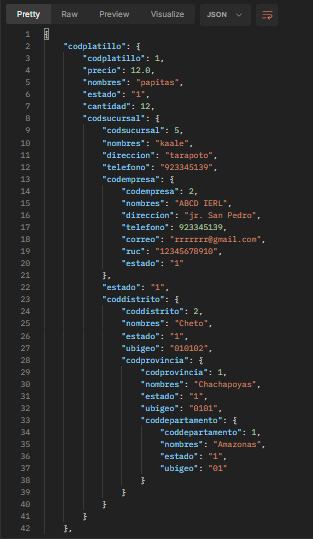 Pretty Raw Preview Visualize JSON
1 {
2 "codplatillo": {
3 "codplatillo": 1,
4 "precio": 12.0,
5 "nombres": "papitas",
6 "estado": "1",
7 "cantidad": 12,
8 "codsucursal": {
9 "codsucursal": 5,
10 "nombres": "kaale",
11 "direccion": "tarapoto",
12 "telefono": "923345139",
13 "codempresa": {
14 "codempresa": 2,
15 "nombres": "ABCD IERL",
16 "direccion": "jr. San Pedro",
17 "telefono": 923345139,
18 "correo": "rrrrrrr@gmail.com",
19 "ruc": "12345678910",
20 "estado": "1"
21 },
22 "estado": "1",
23 "coddistrito": {
24 "coddistrito": 2,
25 "nombres": "Cheto",
26 "estado": "1",
27 "ubigeo": "010102",
28 "codprovincia": {
29 "codprovincia": 1,
30 "nombres": "Chachapoyas",
31 "estado": "1",
32 "ubigeo": "0101",
33 "coddepartamento": {
34 "coddepartamento": 1,
35 "nombres": "Amazonas",
36 "estado": "1",
37 "ubigeo": "01"
38 }
39 }
40 }
41 }
42 },